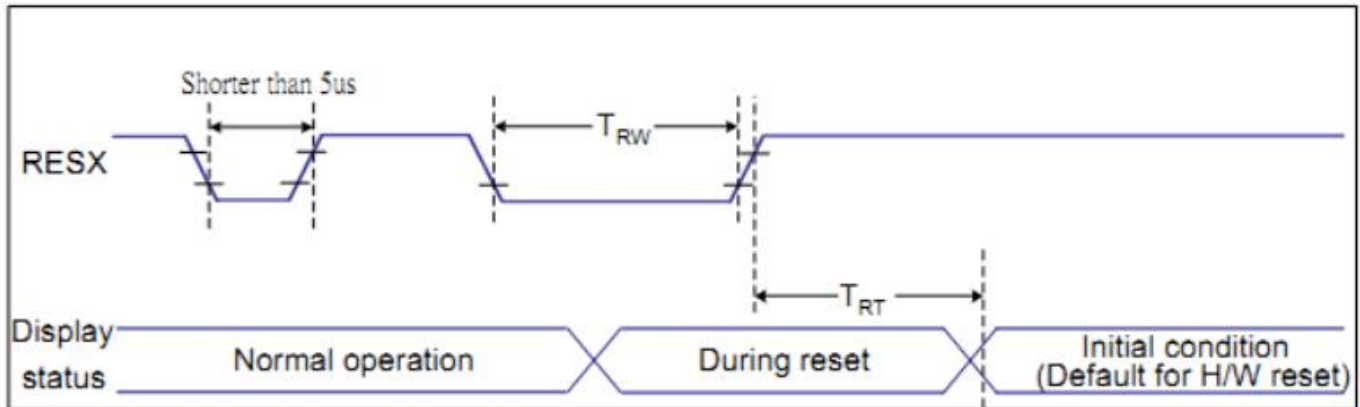 Shorter than 5us
T_RW
RESX
T_RT
Display
status
Normal operation
During reset
Initial condition
(Default for H/W reset)